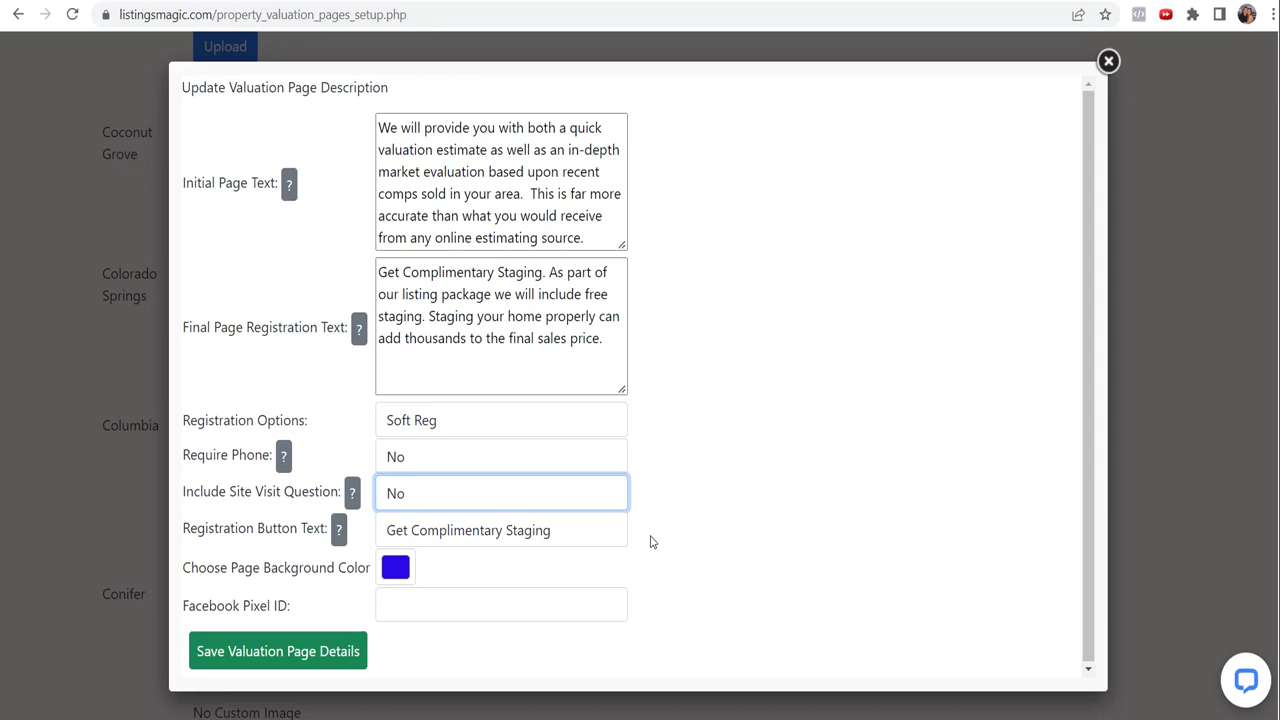 listingsmagic.com/property_valuation_pages_setup.php
Upload
Update Valuation Page Description
Coconut
Grove
Initial Page Text: ?
We will provide you with both a quick
valuation estimate as well as an in-depth
market evaluation based upon recent
comps sold in your area.  This is far more
accurate than what you would receive
from any online estimating source.
Colorado
Springs
Final Page Registration Text: ?
Get Complimentary Staging. As part of
our listing package we will include free
staging. Staging your home properly can
add thousands to the final sales price.
Columbia
Registration Options: Soft Reg
Require Phone: ? No
Include Site Visit Question: ? No
Registration Button Text: ? Get Complimentary Staging
Choose Page Background Color
Conifer
Facebook Pixel ID:
Save Valuation Page Details
No Custom Image